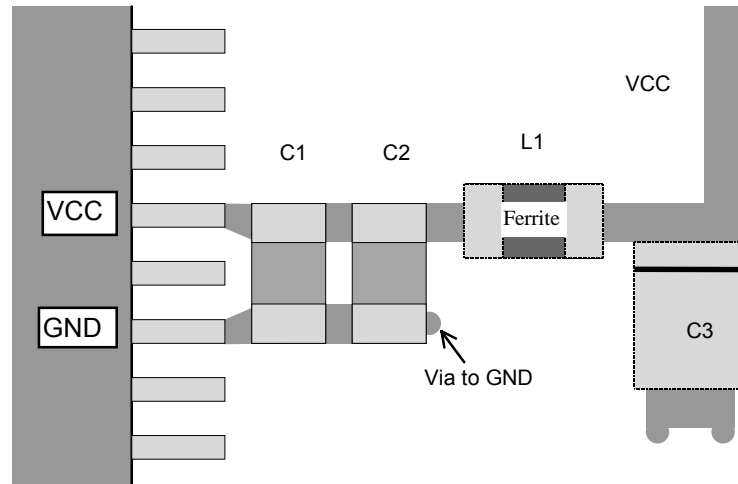 VCC
L1
C1
C2
VCC
Ferrite
GND
C3
Via to GND